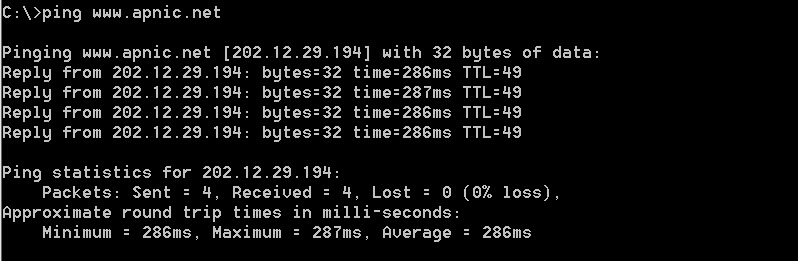 C:\>ping www.apnic.net
Pinging www.apnic.net [202.12.29.194] with 32 bytes of data:
Reply from 202.12.29.194: bytes=32 time=286ms TTL=49
Reply from 202.12.29.194: bytes=32 time=287ms TTL=49
Reply from 202.12.29.194: bytes=32 time=286ms TTL=49
Reply from 202.12.29.194: bytes=32 time=286ms TTL=49
Ping statistics for 202.12.29.194:
    Packets: Sent = 4, Received = 4, Lost = 0 (0% loss),
Approximate round trip times in milli-seconds:
    Minimum = 286ms, Maximum = 287ms, Average = 286ms